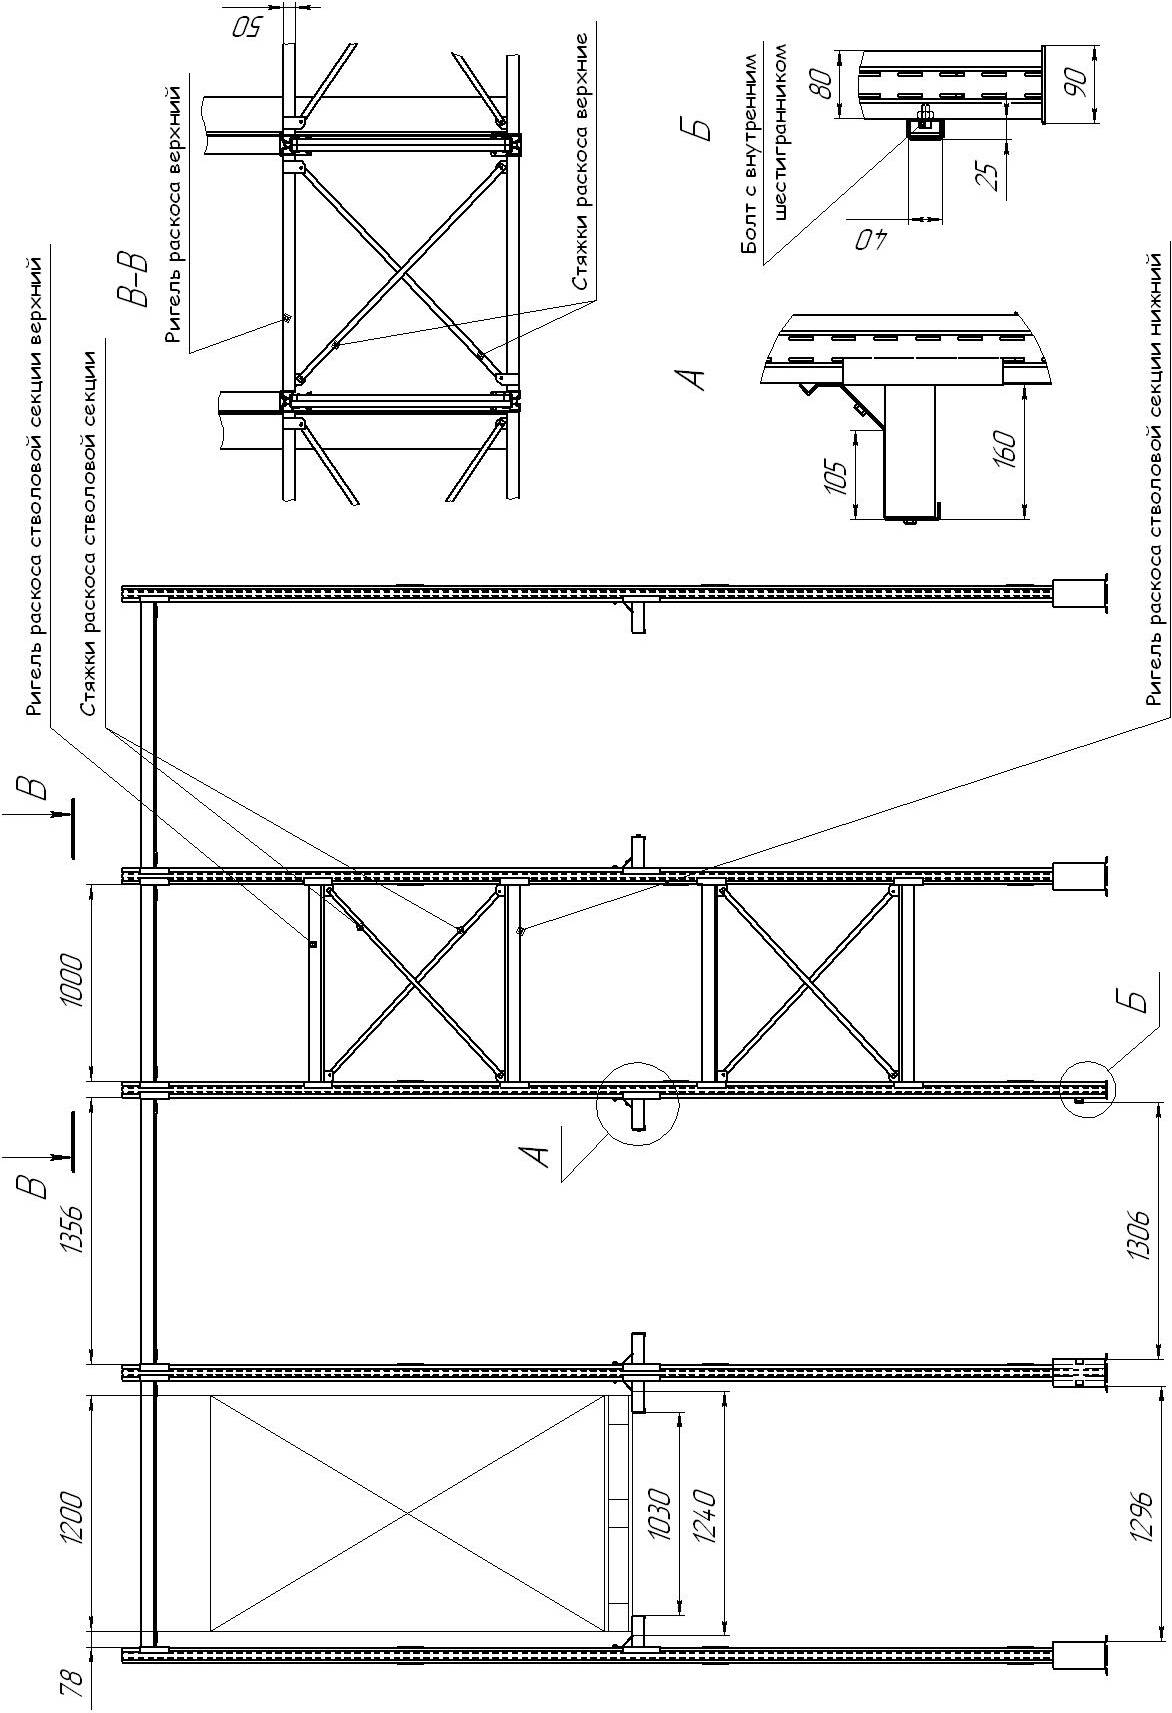 Ригель раскоса стволовой секции верхний
Стяжки раскоса стволовой секции
В-В
Ригель раскоса верхний
Стяжки раскоса верхние
50
Б
Болт с внутренним
шестигранником
80
90
25
40
А
105
160
Ригель раскоса стволовой секции нижний
В
В
А
Б
78
1200
1356
1000
1030
1240
1296
1306